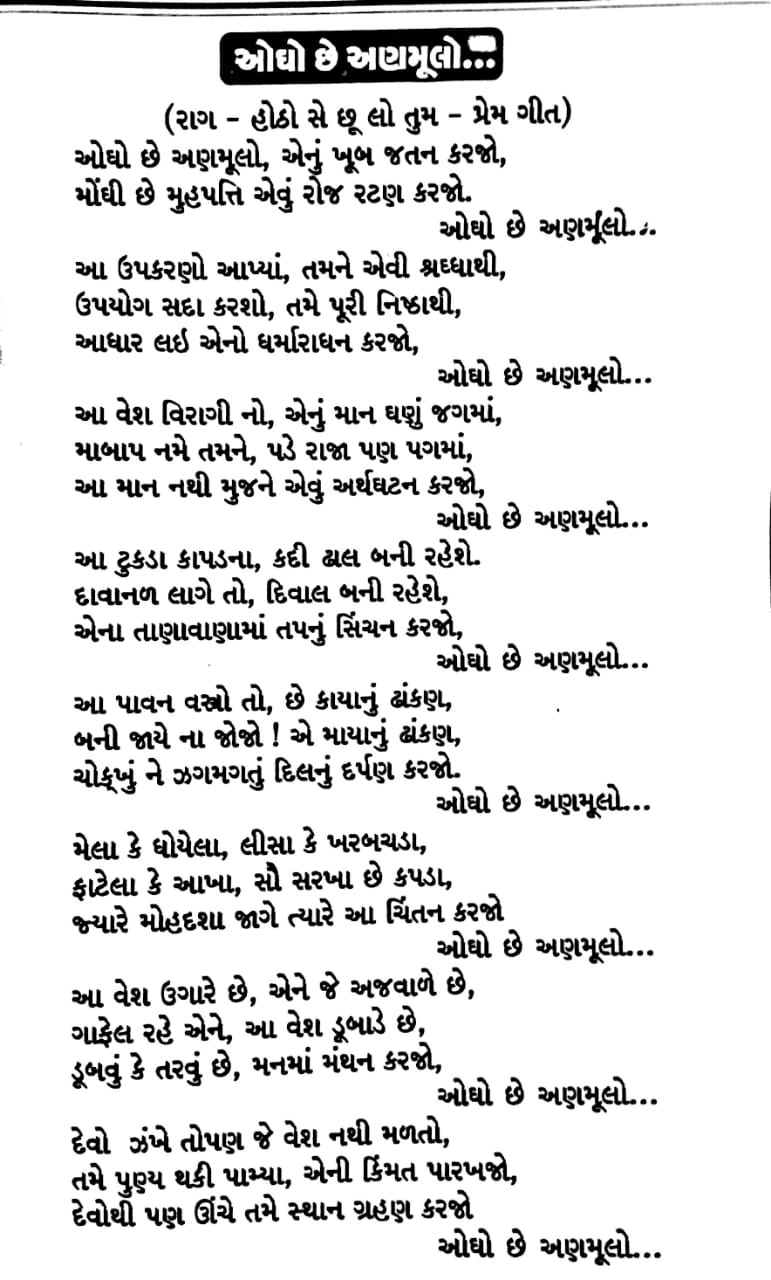 ઓઘો છે અણમૂલો...
(રાગ - હોઠો સે છૂ લો તુમ - પ્રેમ ગીત)
ઓઘો છે અણમૂલો, એનું ખૂબ જતન કરજો,
મોંઘી છે મુહપત્તિ એવું રોજ રટણ કરજો.
ઓઘો છે અણમૂલો...
આ ઉપકરણો આપ્યાં, તમને એવી શ્રધ્ધાથી,
ઉપયોગ સદા કરશો, તમે પૂરી નિષ્ઠાથી,
આધાર લઇ એનો ધર્મારાધન કરજો,
ઓઘો છે અણમૂલો...
આ વેશ વિરાગી નો, એનું માન ઘણું જગમાં,
માબાપ નમે તમને, પડે રાજા પણ પગમાં,
આ માન નથી મુજને એવું અર્થઘટન કરજો,
ઓઘો છે અણમૂલો...
આ ટુકડા કાપડના, કદી ઢાલ બની રહેશે.
દાવાનળ લાગે તો, દિવાલ બની રહેશે,
એના તાણાવાણામાં તપનું સિંચન કરજો,
ઓઘો છે અણમૂલો...
આ પાવન વસ્ત્રો તો, છે કાયાનું ઢાંકણ,
બની જાયે ના જોજો ! એ માયાનું ઢાંકણ,
ચોક્ખું ને ઝગમગતું દિલનું દર્પણ કરજો.
ઓઘો છે અણમૂલો...
મેલા કે ધોયેલા, લીસા કે ખરબચડા,
ફાટેલા કે આખા, સૌ સરખા છે કપડા,
જ્યારે મોહદશા જાગે ત્યારે આ ચિંતન કરજો
ઓઘો છે અણમૂલો...
આ વેશ ઉગારે છે, એને જે અજવાળે છે,
ગાફેલ રહે એને, આ વેશ ડૂબાડે છે,
ડૂબવું કે તરવું છે, મનમાં મંથન કરજો,
ઓઘો છે અણમૂલો...
દેવો ઝંખે તોપણ જે વેશ નથી મળતો,
તમે પુણ્ય થકી પામ્યા, એની કિંમત પારખજો,
દેવોથી પણ ઊંચે તમે સ્થાન ગ્રહણ કરજો
ઓઘો છે અણમૂલો...